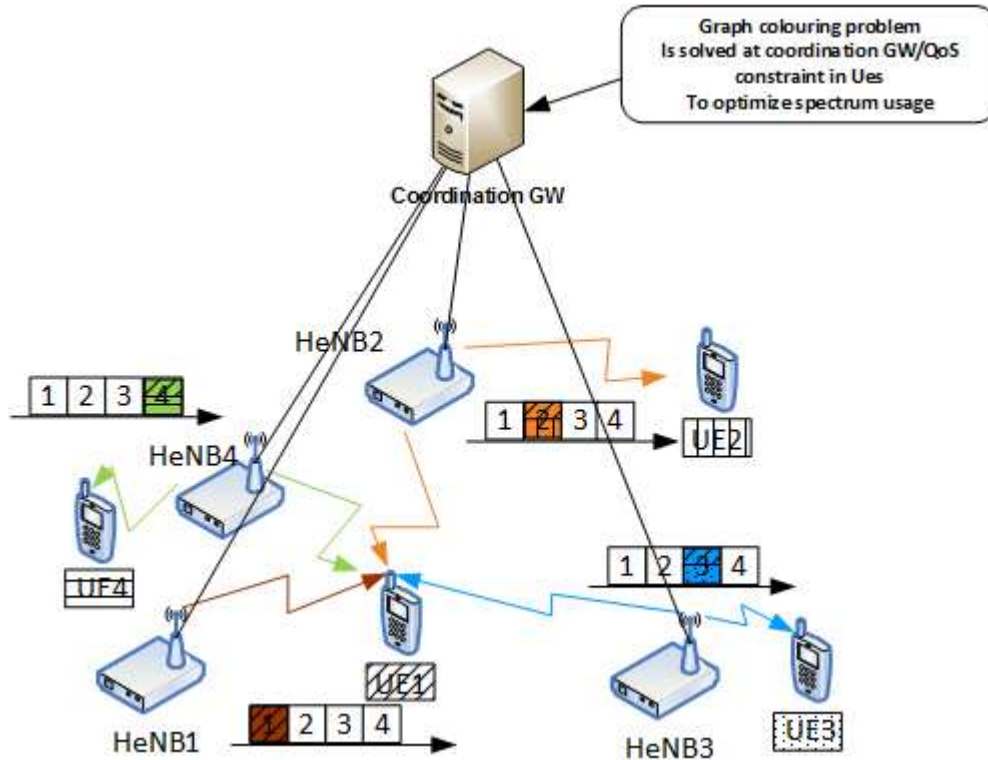 Graph colouring problem
Is solved at coordination GW/QoS
constraint in Ues
To optimize spectrum usage
Coordination GW
HeNB2
1 2 3 4
1 2 3 4
UE2
HeNB4
1 2 3 4
UE4
UE1
1 2 3 4
UE3
HeNB1
HeNB3